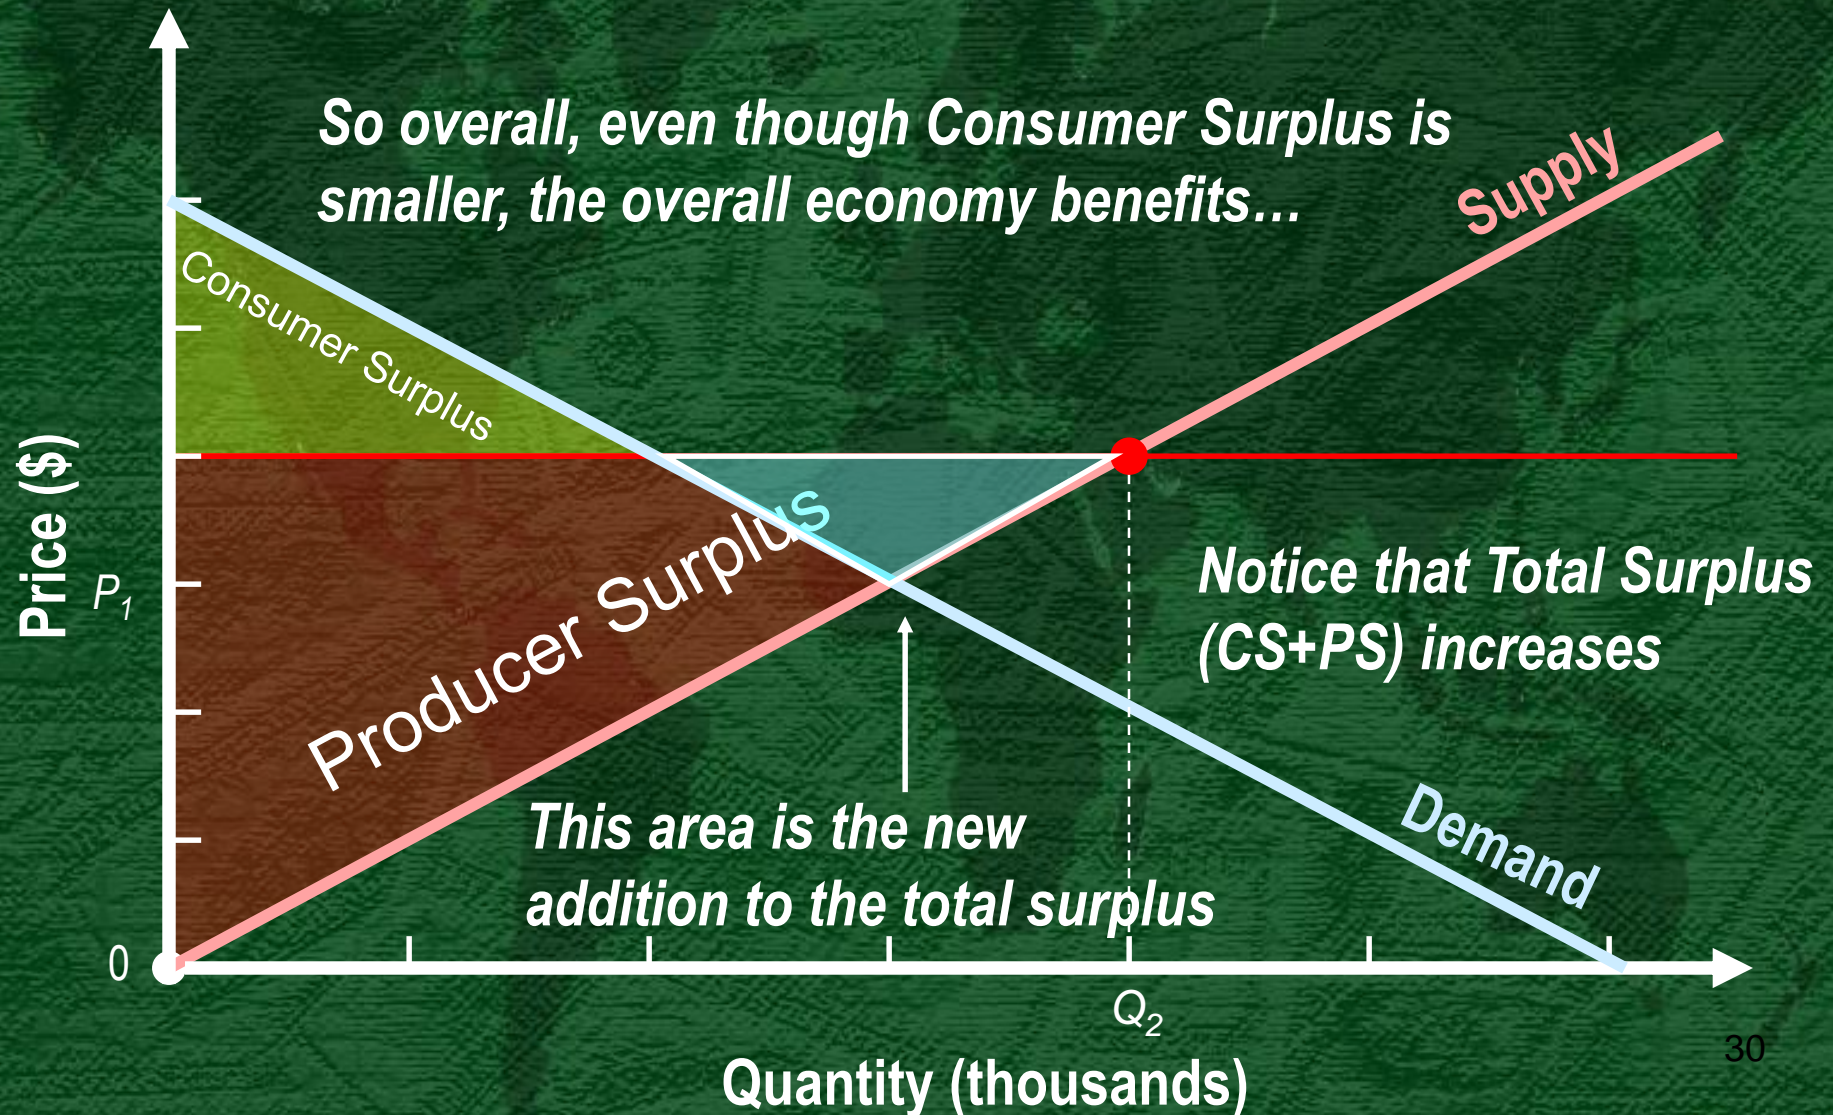 So overall, even though Consumer Surplus is
smaller, the overall economy benefits…
Supply
Consumer Surplus
Price ($)
P1
Producer Surplus
Notice that Total Surplus
(CS+PS) increases
This area is the new
addition to the total surplus
Demand
0
Q2
30
Quantity (thousands)